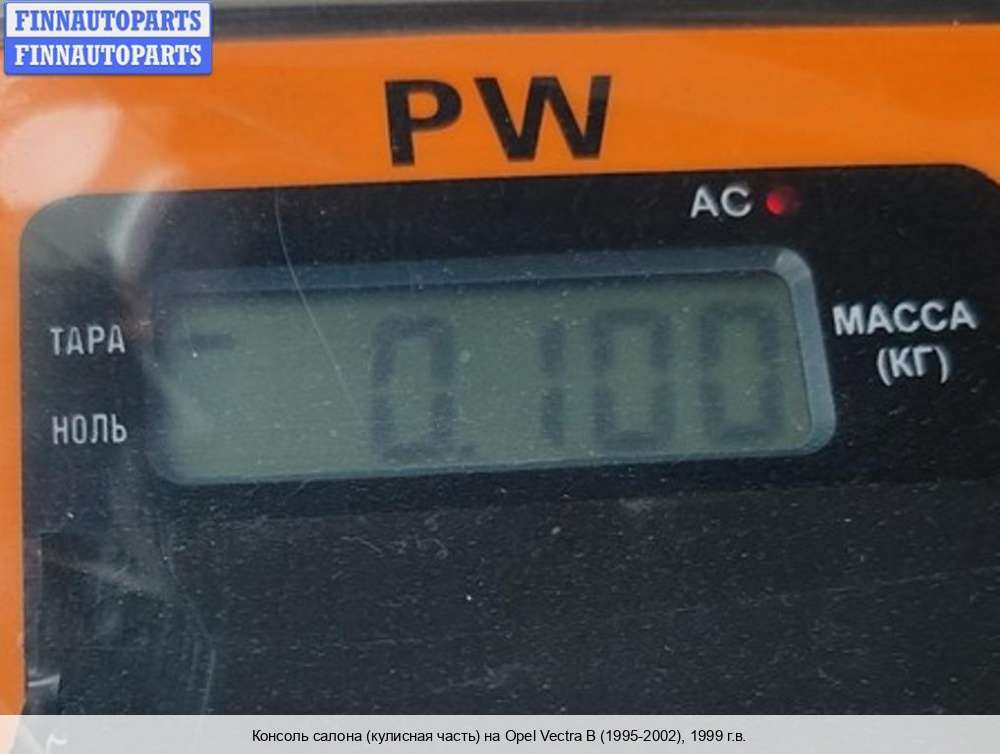 FINNAUTOPARTS
FINNAUTOPARTS
PW
AC
ТАРА
0.100
МАССА
(КГ)
НОЛЬ
Консоль салона (кулисная часть) на Opel Vectra B (1995-2002), 1999 г.в.